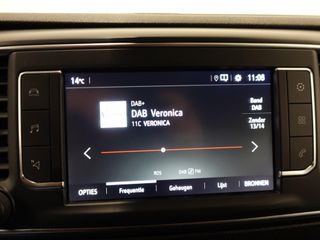 14°C
11:08
DAB+
DAB Veronica
11C VERONICA
Band
DAB
Zender
13/14
RDS
DAB
FM
OPTIES
Frequentie
Geheugen
Lijst
BRONNEN